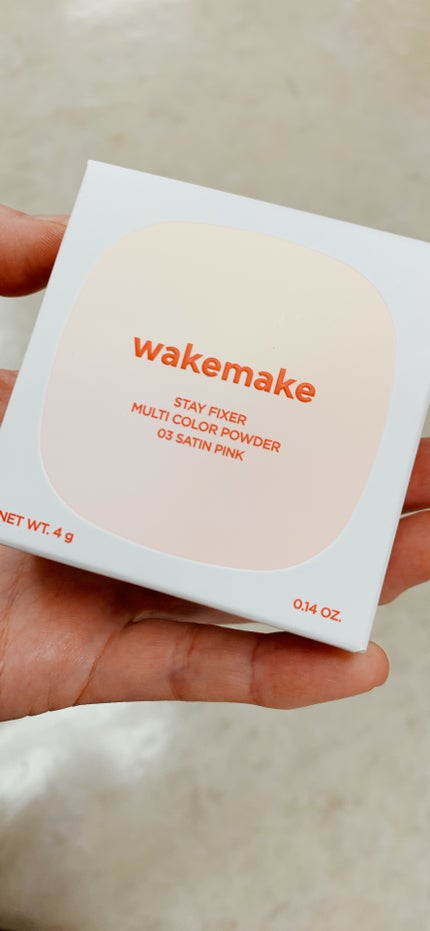 wakemake
STAY FIXER
MULTI COLOR POWDER
03 SATIN PINK
NET WT. 4 g
0.14 OZ.